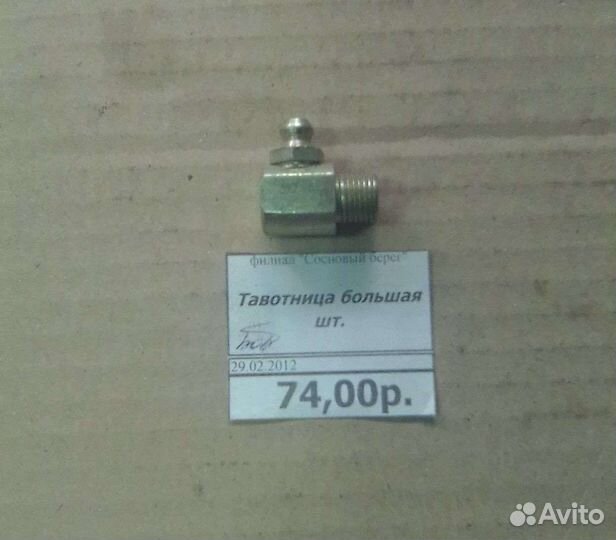 филиал "Сосновый берег"
Тавотница большая
шт.
29.02.2012
74,00р.
Avito